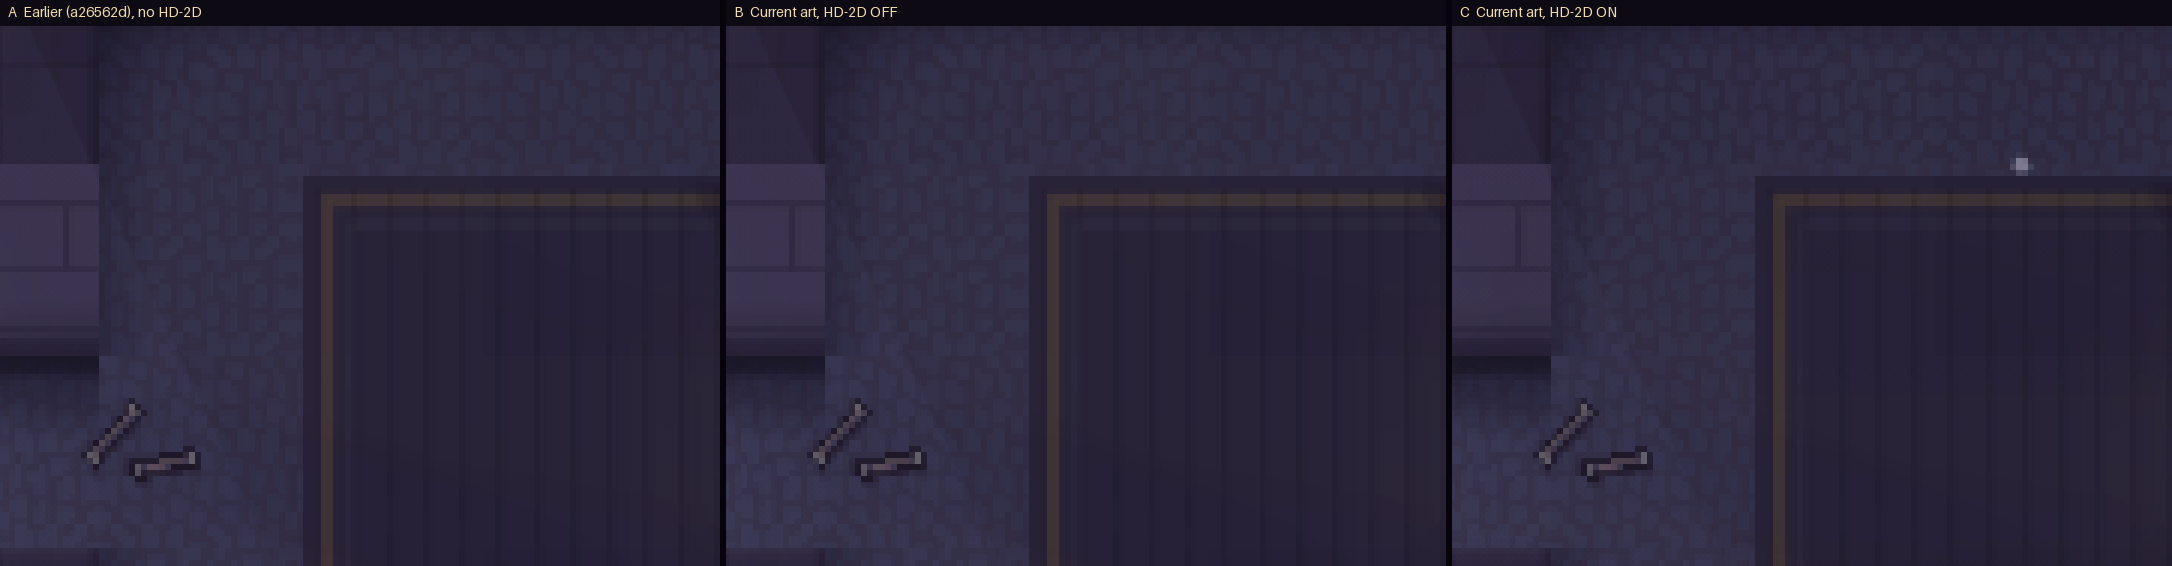 A Earlier (a26562d), no HD-2D
B Current art, HD-2D OFF
C Current art, HD-2D ON